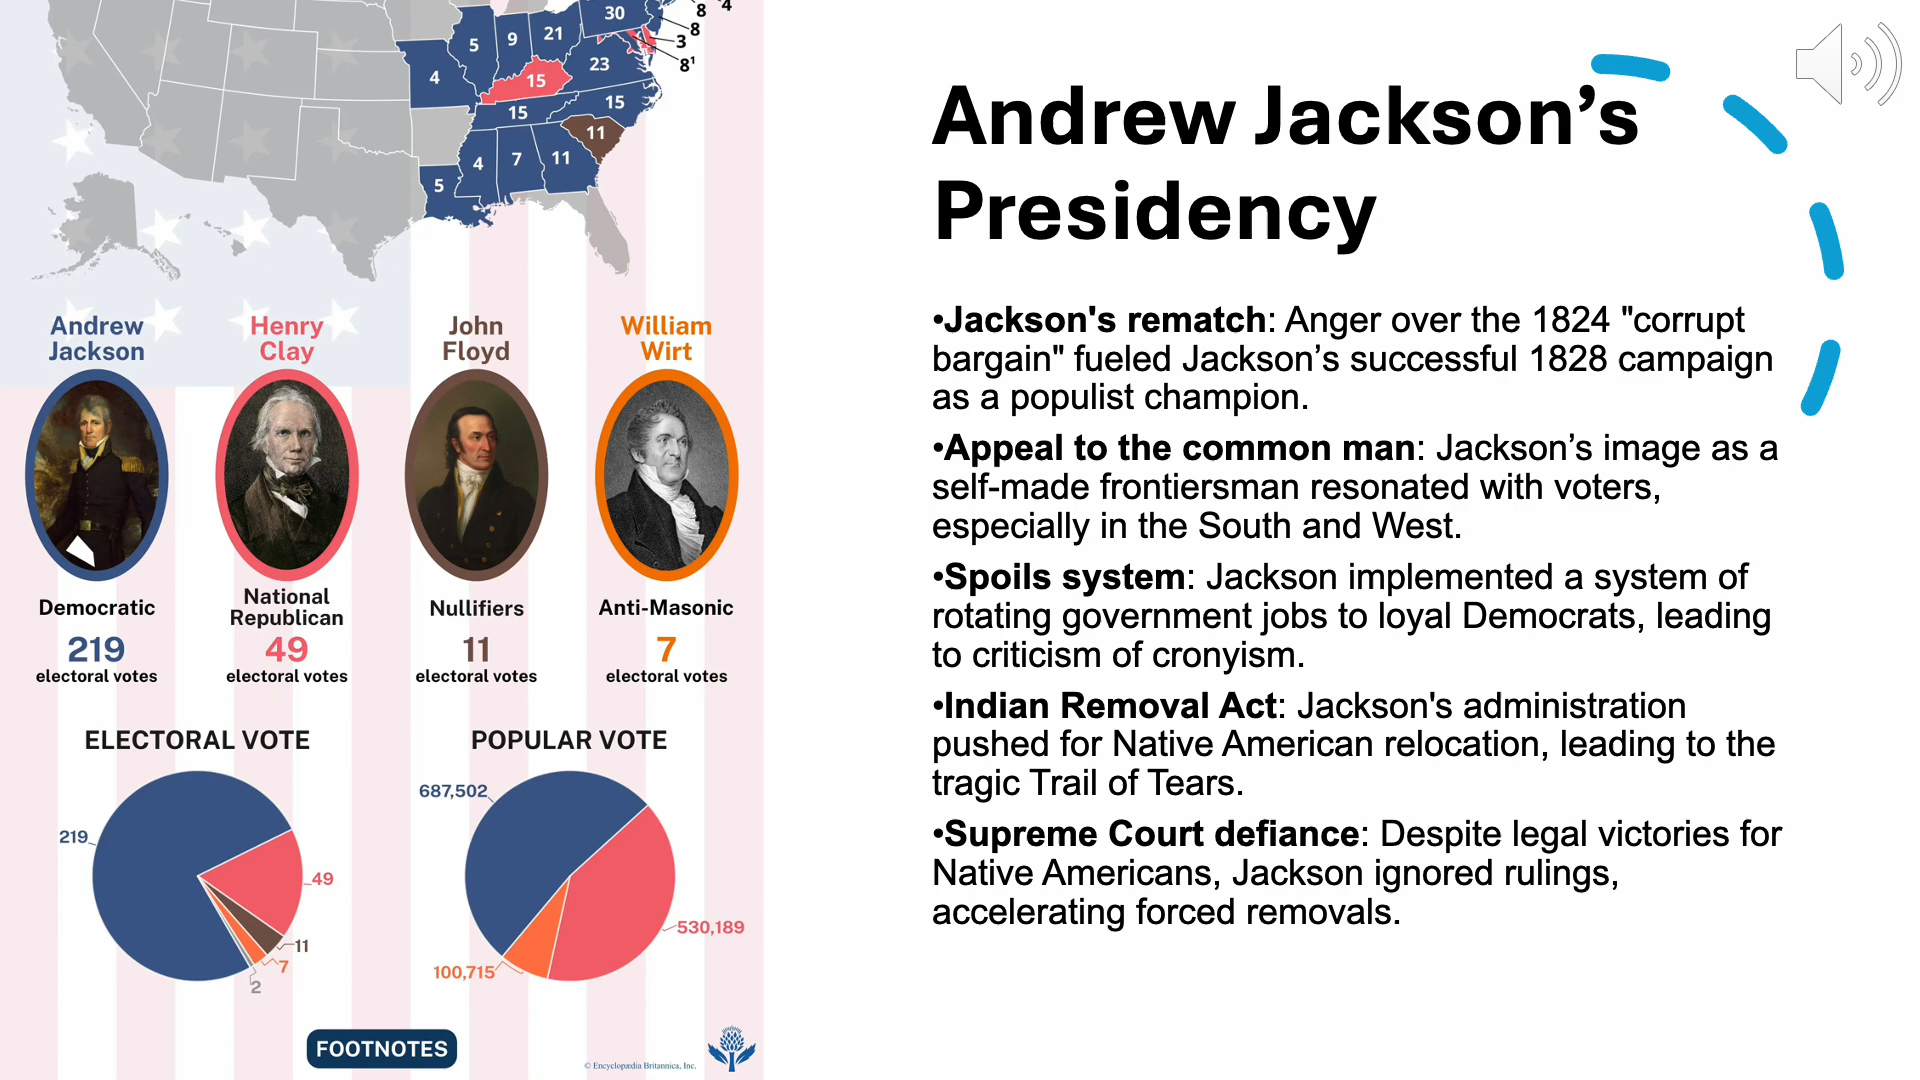 30
8
4
8
3
8¹
5
9
21
23
4
15
15
15
11
4
7
11
5
Andrew
Jackson
Henry
Clay
John
Floyd
William
Wirt
Democratic
219
electoral votes
National
Republican
49
electoral votes
Nullifiers
11
electoral votes
Anti-Masonic
7
electoral votes
ELECTORAL VOTE
219
49
11
7
2
POPULAR VOTE
687,502
530,189
100,715
FOOTNOTES
© Encyclopædia Britannica, Inc.
Andrew Jackson’s
Presidency
•Jackson's rematch: Anger over the 1824 "corrupt
bargain" fueled Jackson’s successful 1828 campaign
as a populist champion.
•Appeal to the common man: Jackson’s image as a
self-made frontiersman resonated with voters,
especially in the South and West.
•Spoils system: Jackson implemented a system of
rotating government jobs to loyal Democrats, leading
to criticism of cronyism.
•Indian Removal Act: Jackson's administration
pushed for Native American relocation, leading to the
tragic Trail of Tears.
•Supreme Court defiance: Despite legal victories for
Native Americans, Jackson ignored rulings,
accelerating forced removals.